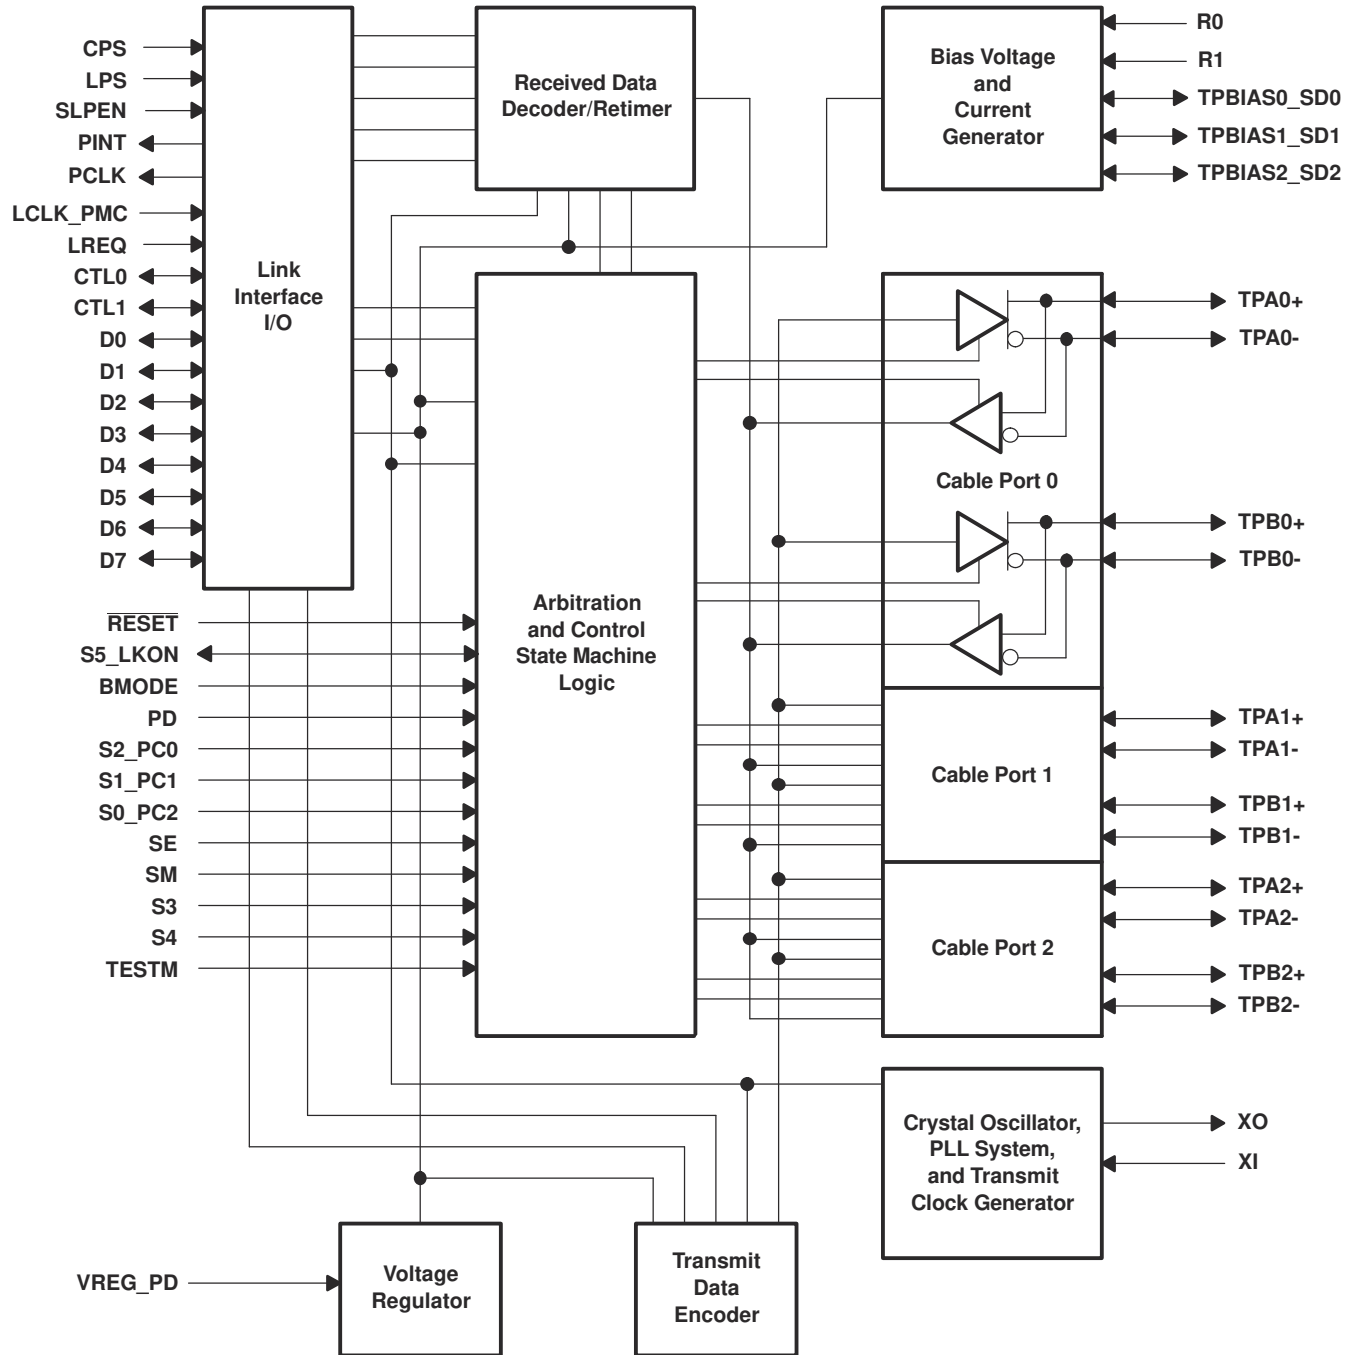 CPS
LPS
SLPEN
PINT
PCLK
LCLK_PMC
LREQ
CTL0
CTL1
D0
D1
D2
D3
D4
D5
D6
D7
Link
Interface
I/O
Received Data
Decoder/Retimer
Bias Voltage
and
Current
Generator
R0
R1
TPBIAS0_SD0
TPBIAS1_SD1
TPBIAS2_SD2
RESET
S5_LKON
BMODE
PD
S2_PC0
S1_PC1
S0_PC2
SE
SM
S3
S4
TESTM
Arbitration
and Control
State Machine
Logic
Cable Port 0
TPA0+
TPA0-
TPB0+
TPB0-
Cable Port 1
TPA1+
TPA1-
TPB1+
TPB1-
Cable Port 2
TPA2+
TPA2-
TPB2+
TPB2-
Crystal Oscillator,
PLL System,
and Transmit
Clock Generator
XO
XI
VREG_PD
Voltage
Regulator
Transmit
Data
Encoder